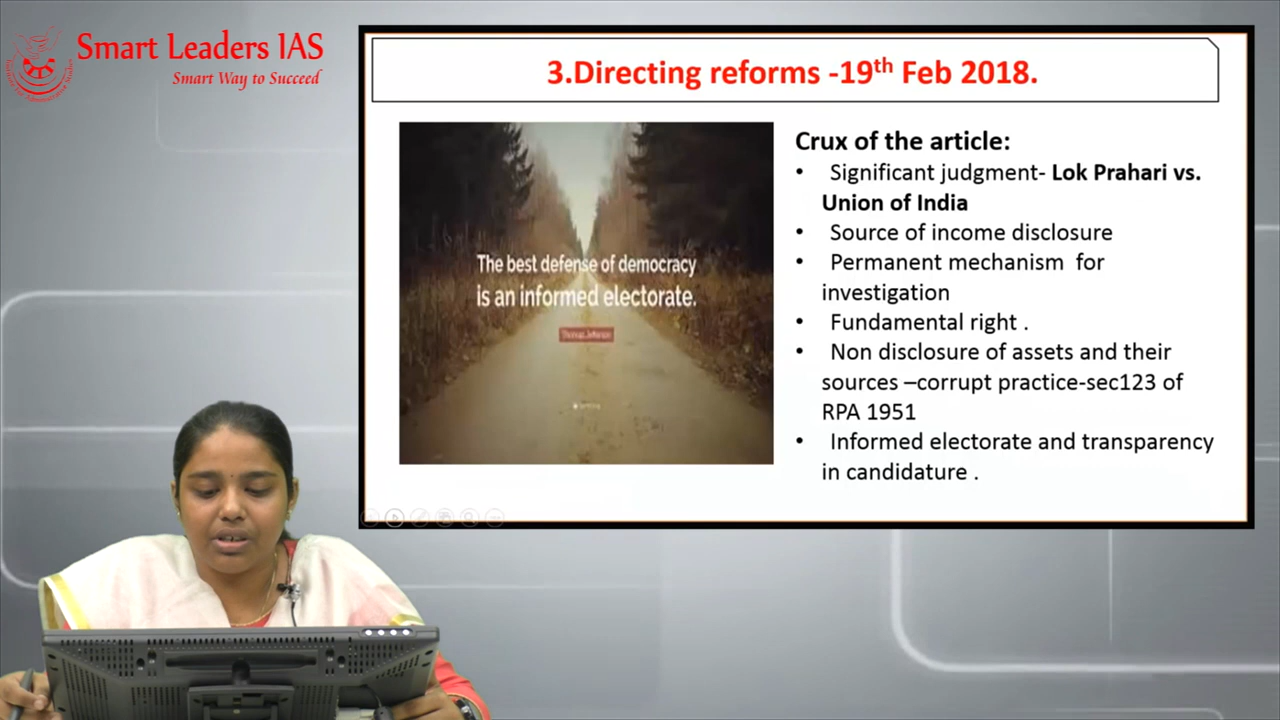 Smart Leaders IAS
Smart Way to Succeed
3.Directing reforms -19th Feb 2018.
The best defense of democracy
is an informed electorate.
Thomas Jefferson
Crux of the article:
• Significant judgment- Lok Prahari vs.
Union of India
• Source of income disclosure
• Permanent mechanism for
investigation
• Fundamental right .
• Non disclosure of assets and their
sources –corrupt practice-sec123 of
RPA 1951
• Informed electorate and transparency
in candidature .